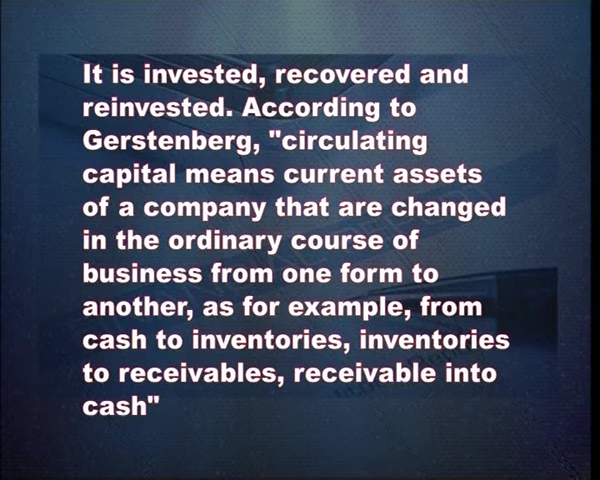 It is invested, recovered and
reinvested. According to
Gerstenberg, "circulating
capital means current assets
of a company that are changed
in the ordinary course of
business from one form to
another, as for example, from
cash to inventories, inventories
to receivables, receivable into
cash"